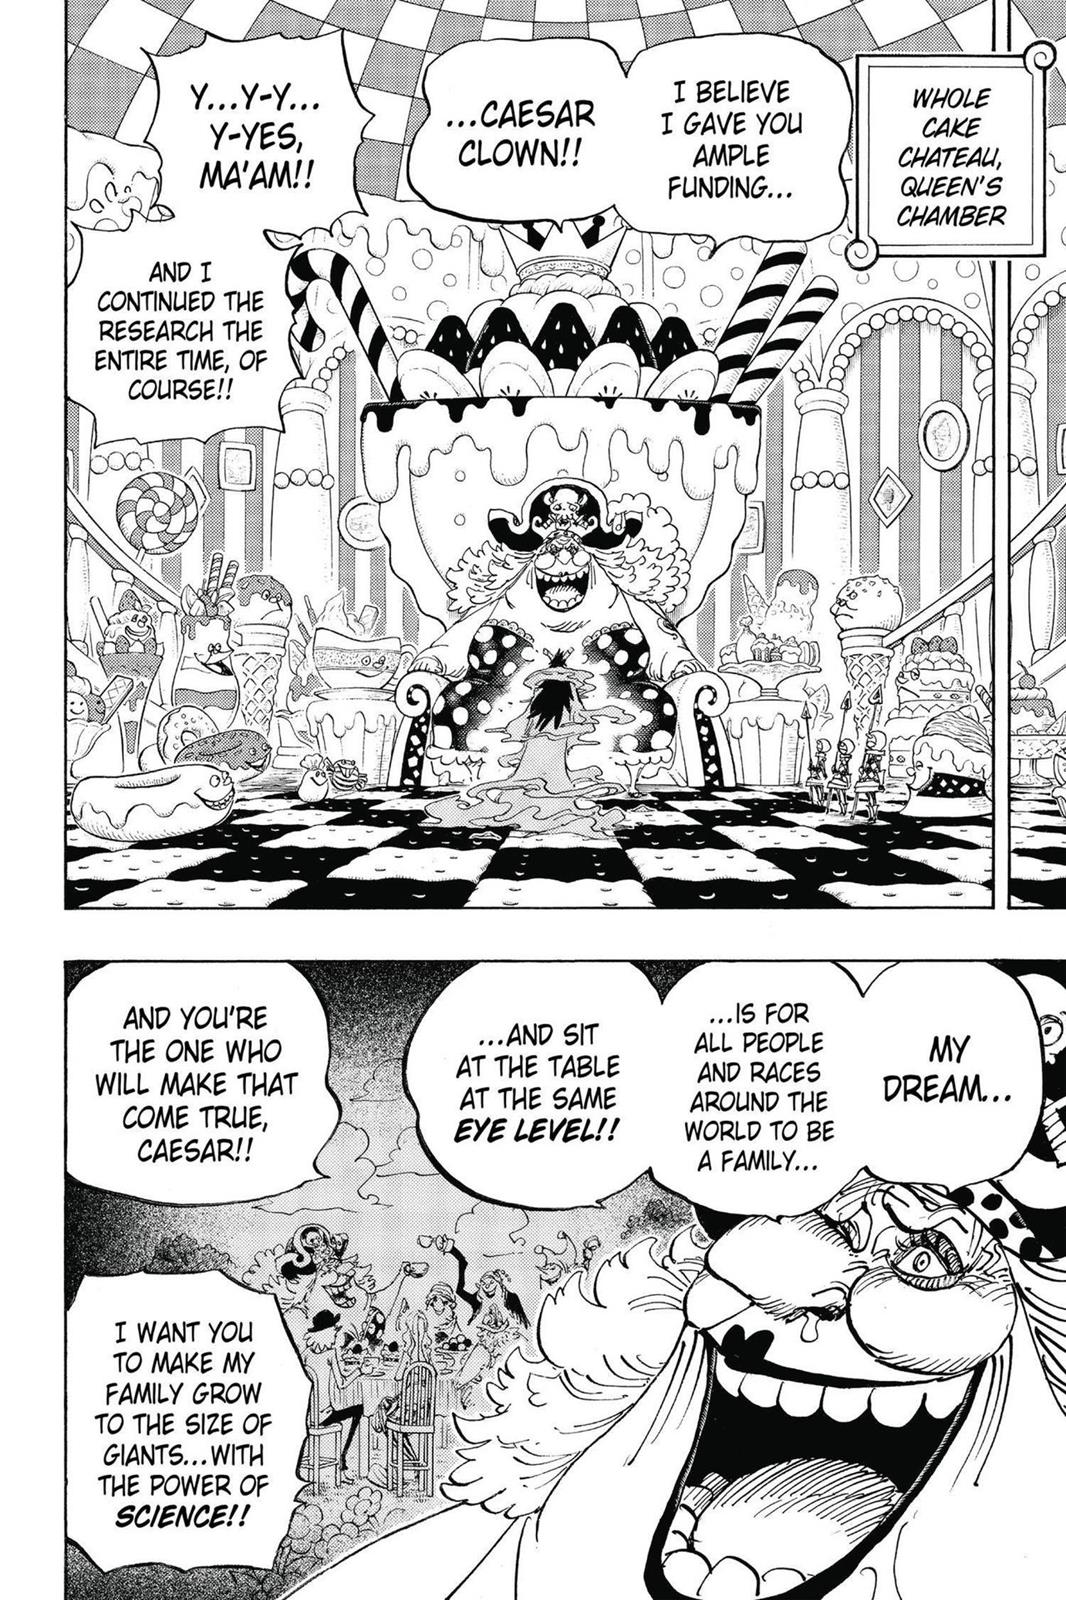 WHOLE
CAKE
CHATEAU,
QUEEN'S
CHAMBER
I BELIEVE
I GAVE YOU
AMPLE
FUNDING...
...CAESAR
CLOWN!!
Y...Y-Y...
Y-YES,
MA'AM!!
AND I
CONTINUED THE
RESEARCH THE
ENTIRE TIME, OF
COURSE!!
MY
DREAM...
...IS FOR
ALL PEOPLE
AND RACES
AROUND THE
WORLD TO BE
A FAMILY...
...AND SIT
AT THE TABLE
AT THE SAME
EYE LEVEL!!
AND YOU'RE
THE ONE WHO
WILL MAKE THAT
COME TRUE,
CAESAR!!
I WANT YOU
TO MAKE MY
FAMILY GROW
TO THE SIZE OF
GIANTS...WITH
THE POWER OF
SCIENCE!!